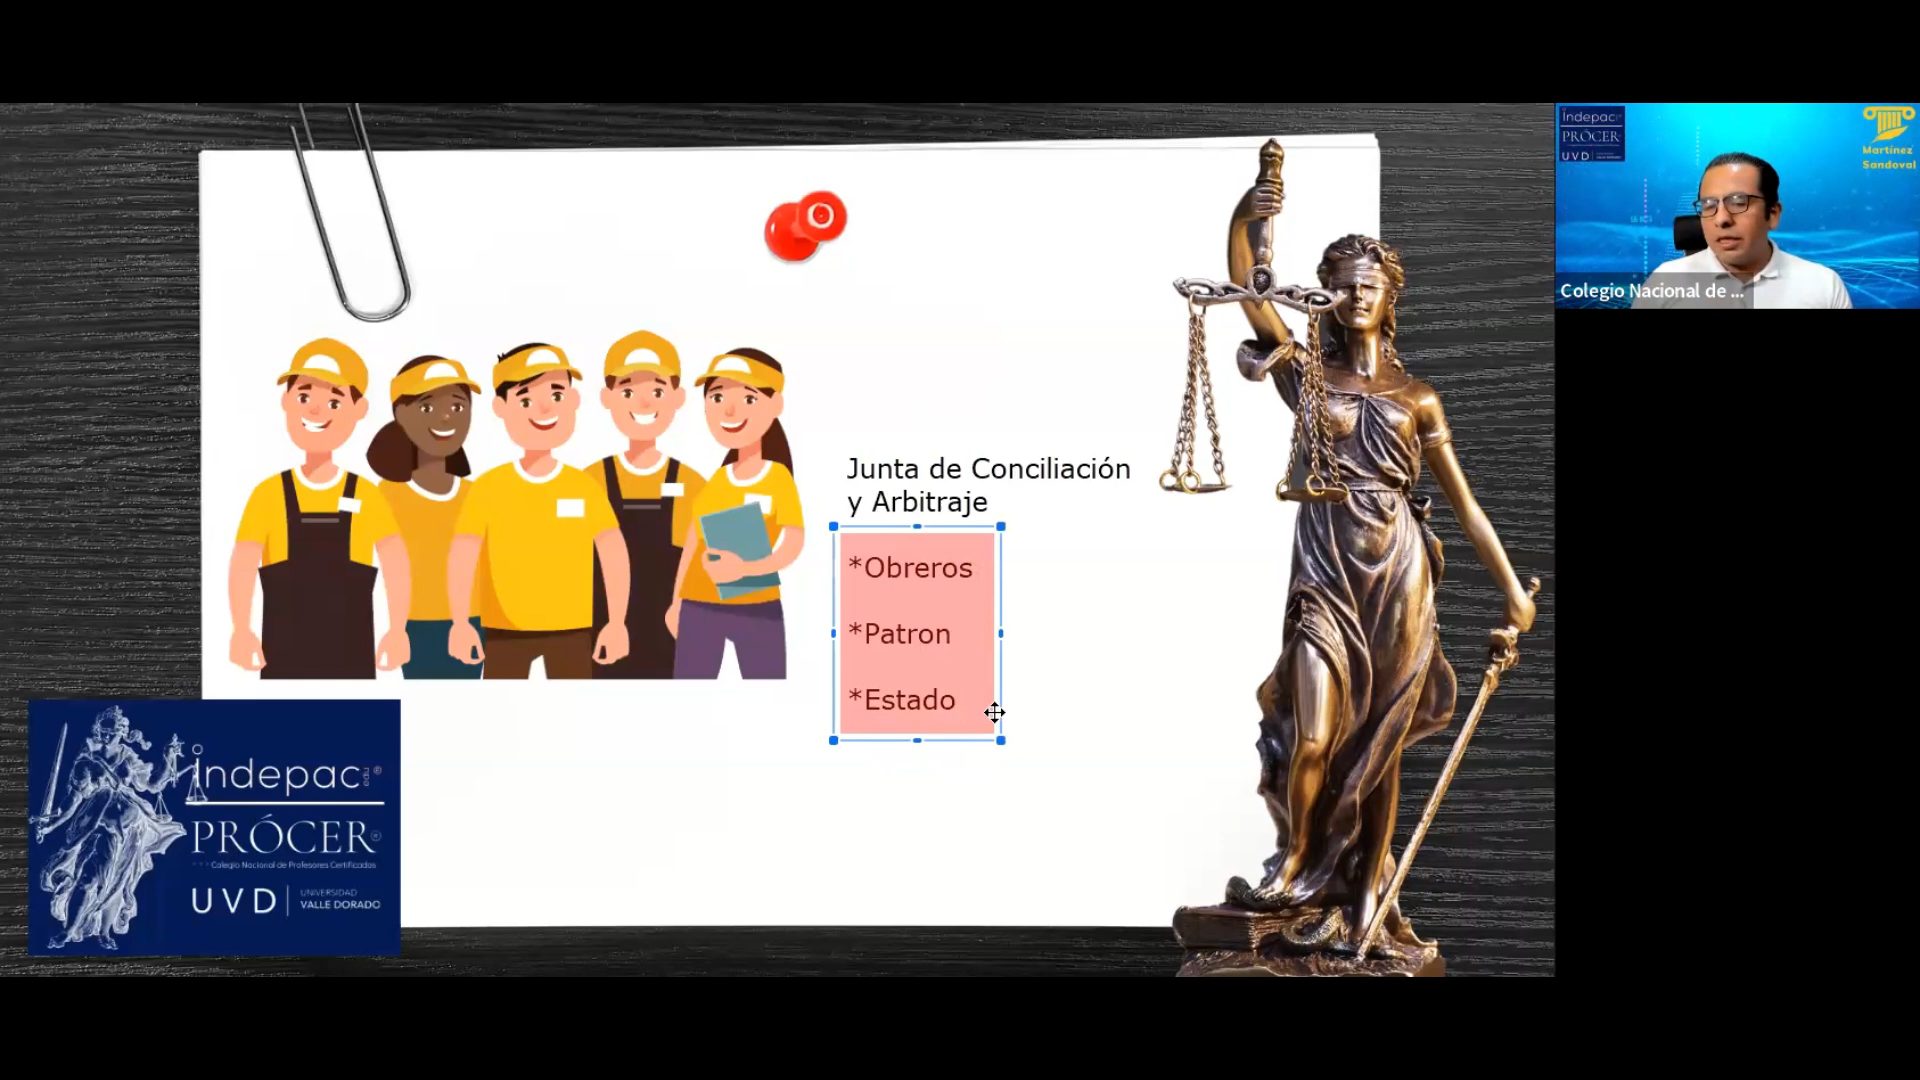 Junta de Conciliación
y Arbitraje
*Obreros
*Patron
*Estado
indepac
PRÓCER
Colegio Nacional de Profesores Certificados
UVD
UNIVERSIDAD
VALLE DORADO
indepac
PRÓCER
UVD
Martínez
Sandoval
Colegio Nacional de ...